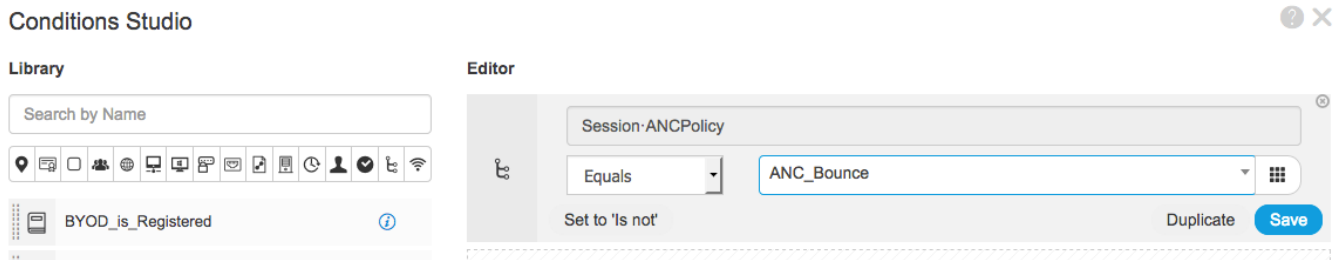 Conditions Studio
Library
Search by Name
BYOD_is_Registered
Editor
Session·ANCPolicy
Equals
ANC_Bounce
Set to 'Is not'
Duplicate
Save